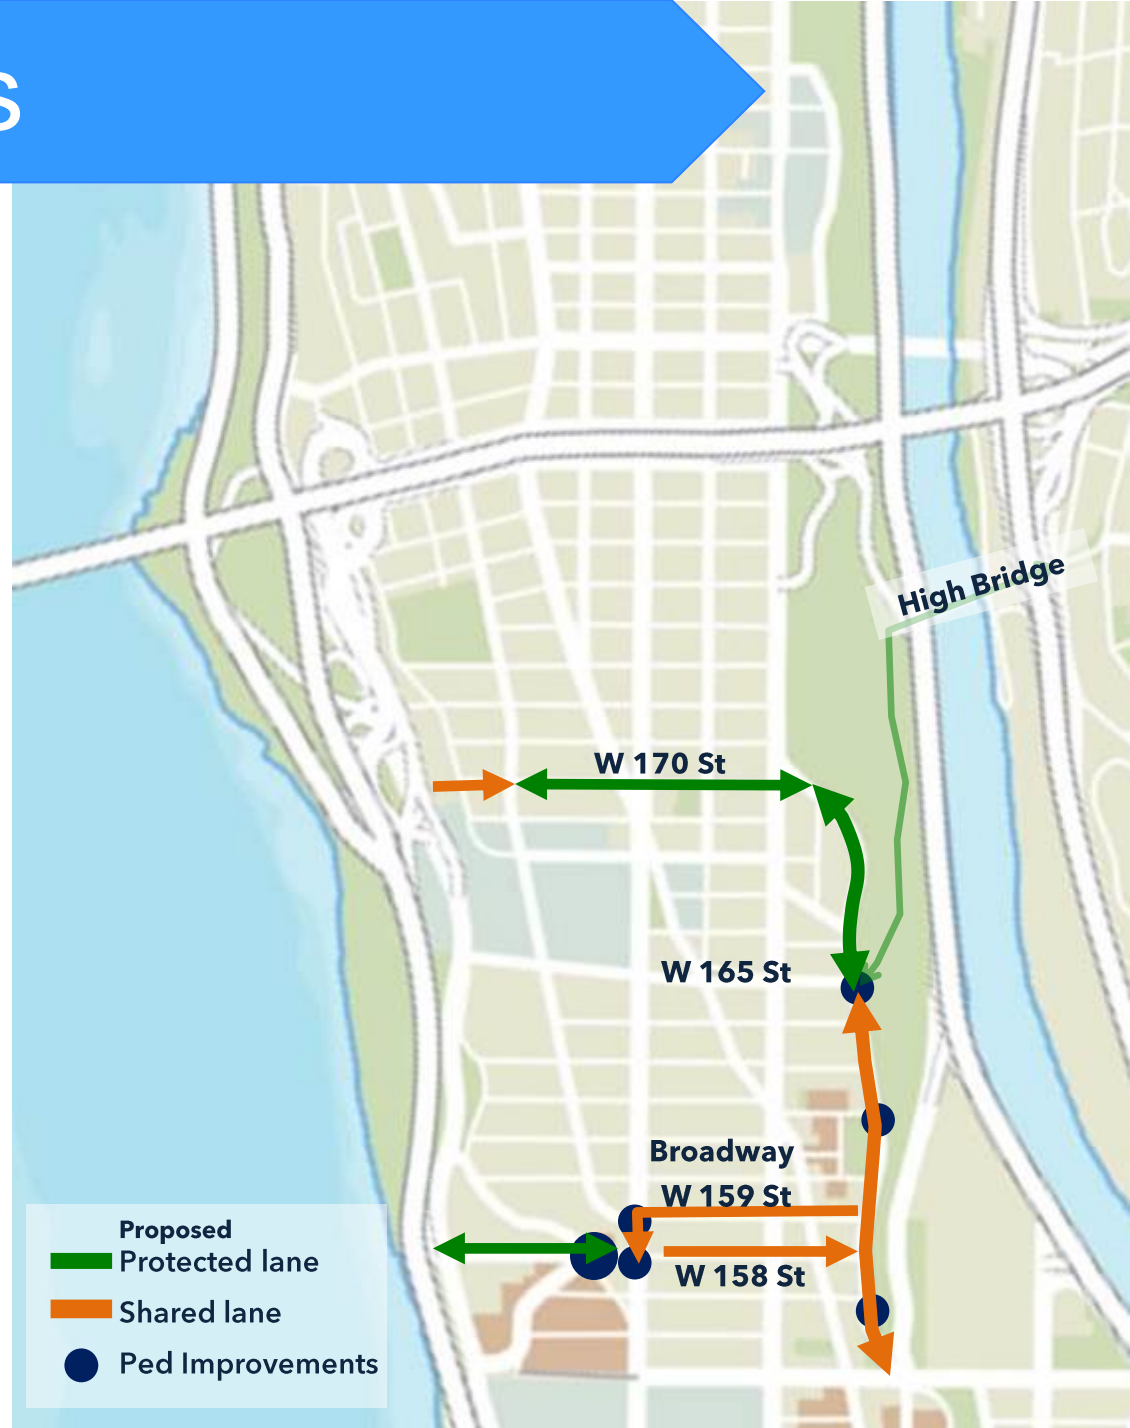 s
High Bridge
W 170 St
W 165 St
Broadway
W 159 St
W 158 St
Proposed
Protected lane
Shared lane
Ped Improvements